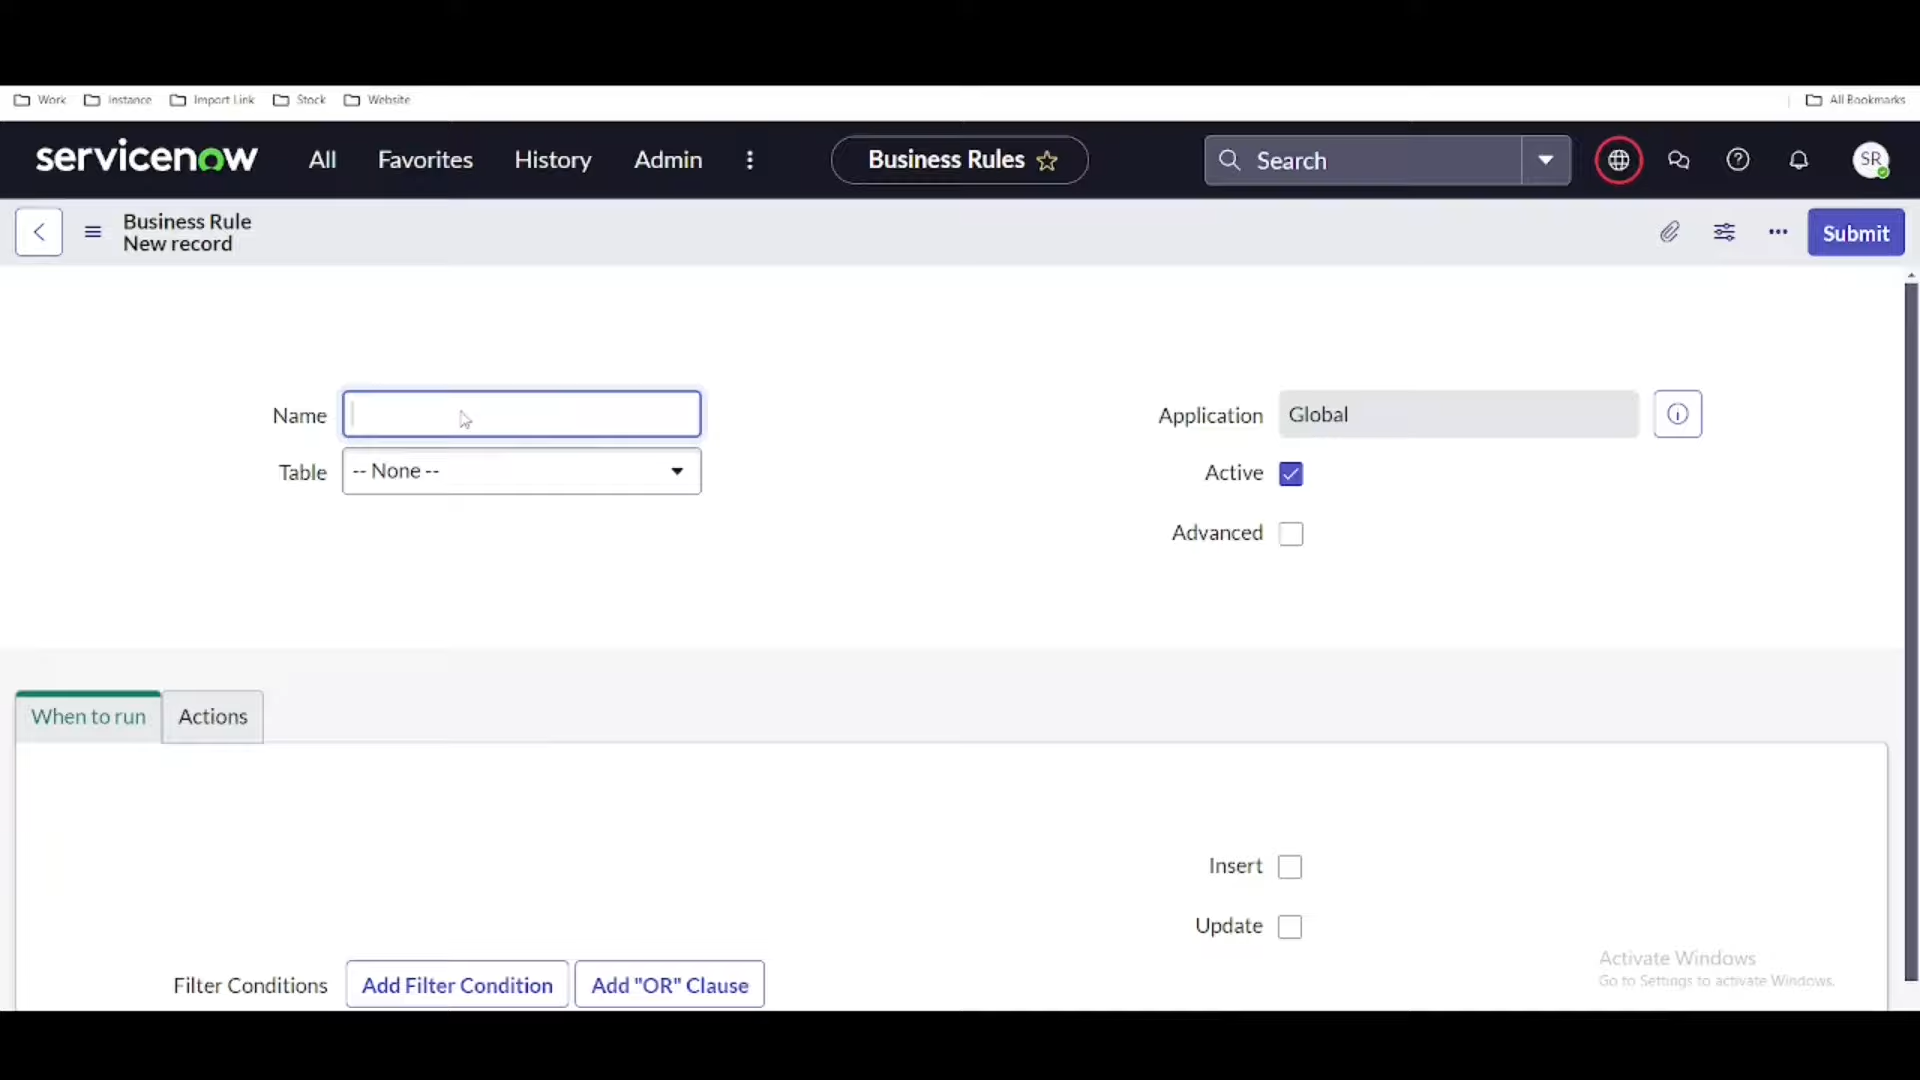 Work Instance Import Link Stock Website All Bookmarks
servicenow All Favorites History Admin Business Rules Search SR
Business Rule
New record
Submit
Name
Application Global
Table -- None --
Active
Advanced
When to run Actions
Insert
Update
Filter Conditions Add Filter Condition Add "OR" Clause
Activate Windows
Go to Settings to activate Windows.